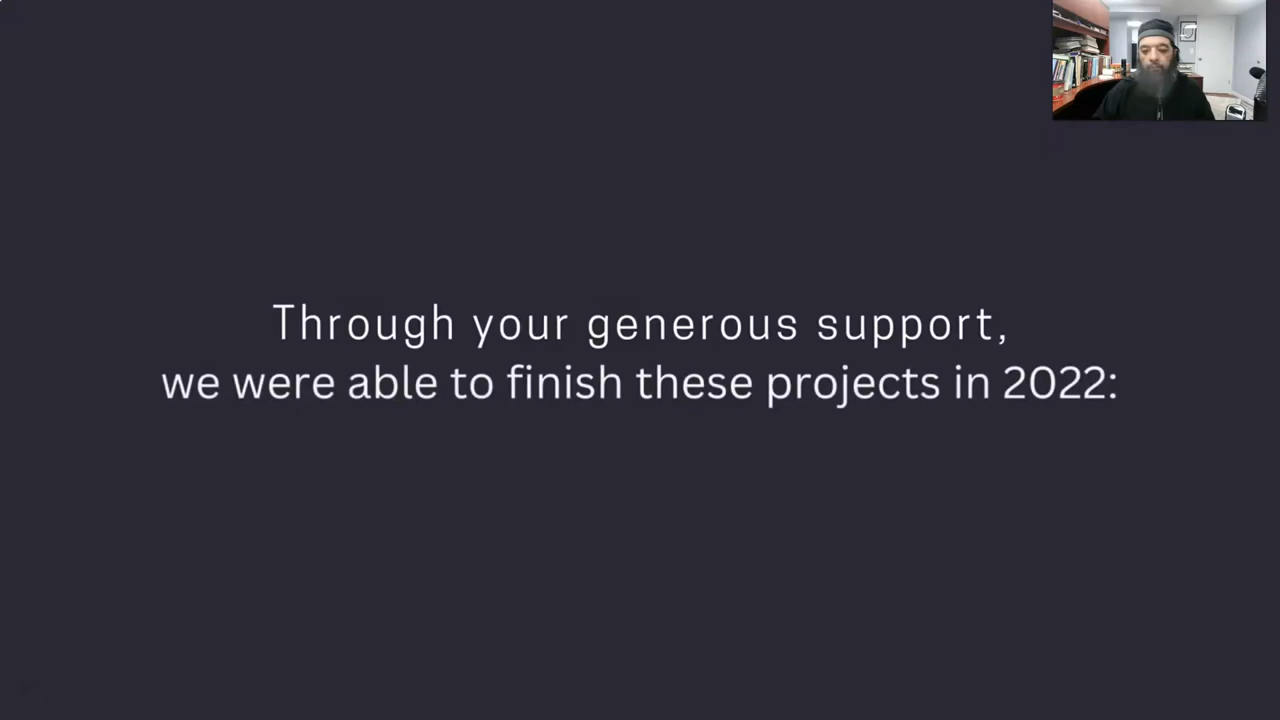 Through your generous support,
we were able to finish these projects in 2022: